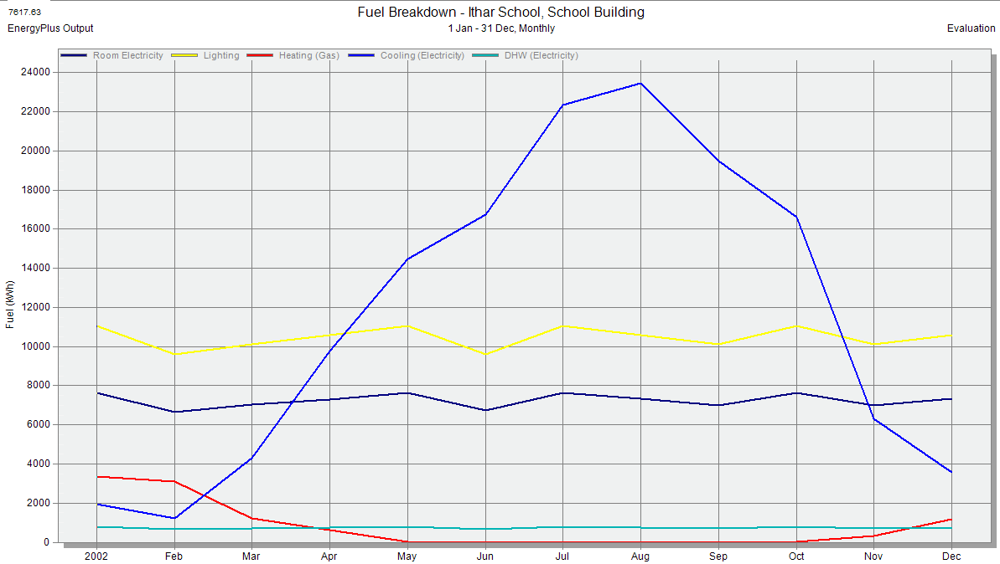 7617.63
Fuel Breakdown - Ithar School, School Building
EnergyPlus Output
1 Jan - 31 Dec, Monthly
Evaluation
Room Electricity
Lighting
Heating (Gas)
Cooling (Electricity)
DHW (Electricity)
24000
22000
20000
18000
16000
14000
12000
10000
8000
6000
4000
2000
0
Fuel (kWh)
2002 Feb Mar Apr May Jun Jul Aug Sep Oct Nov Dec